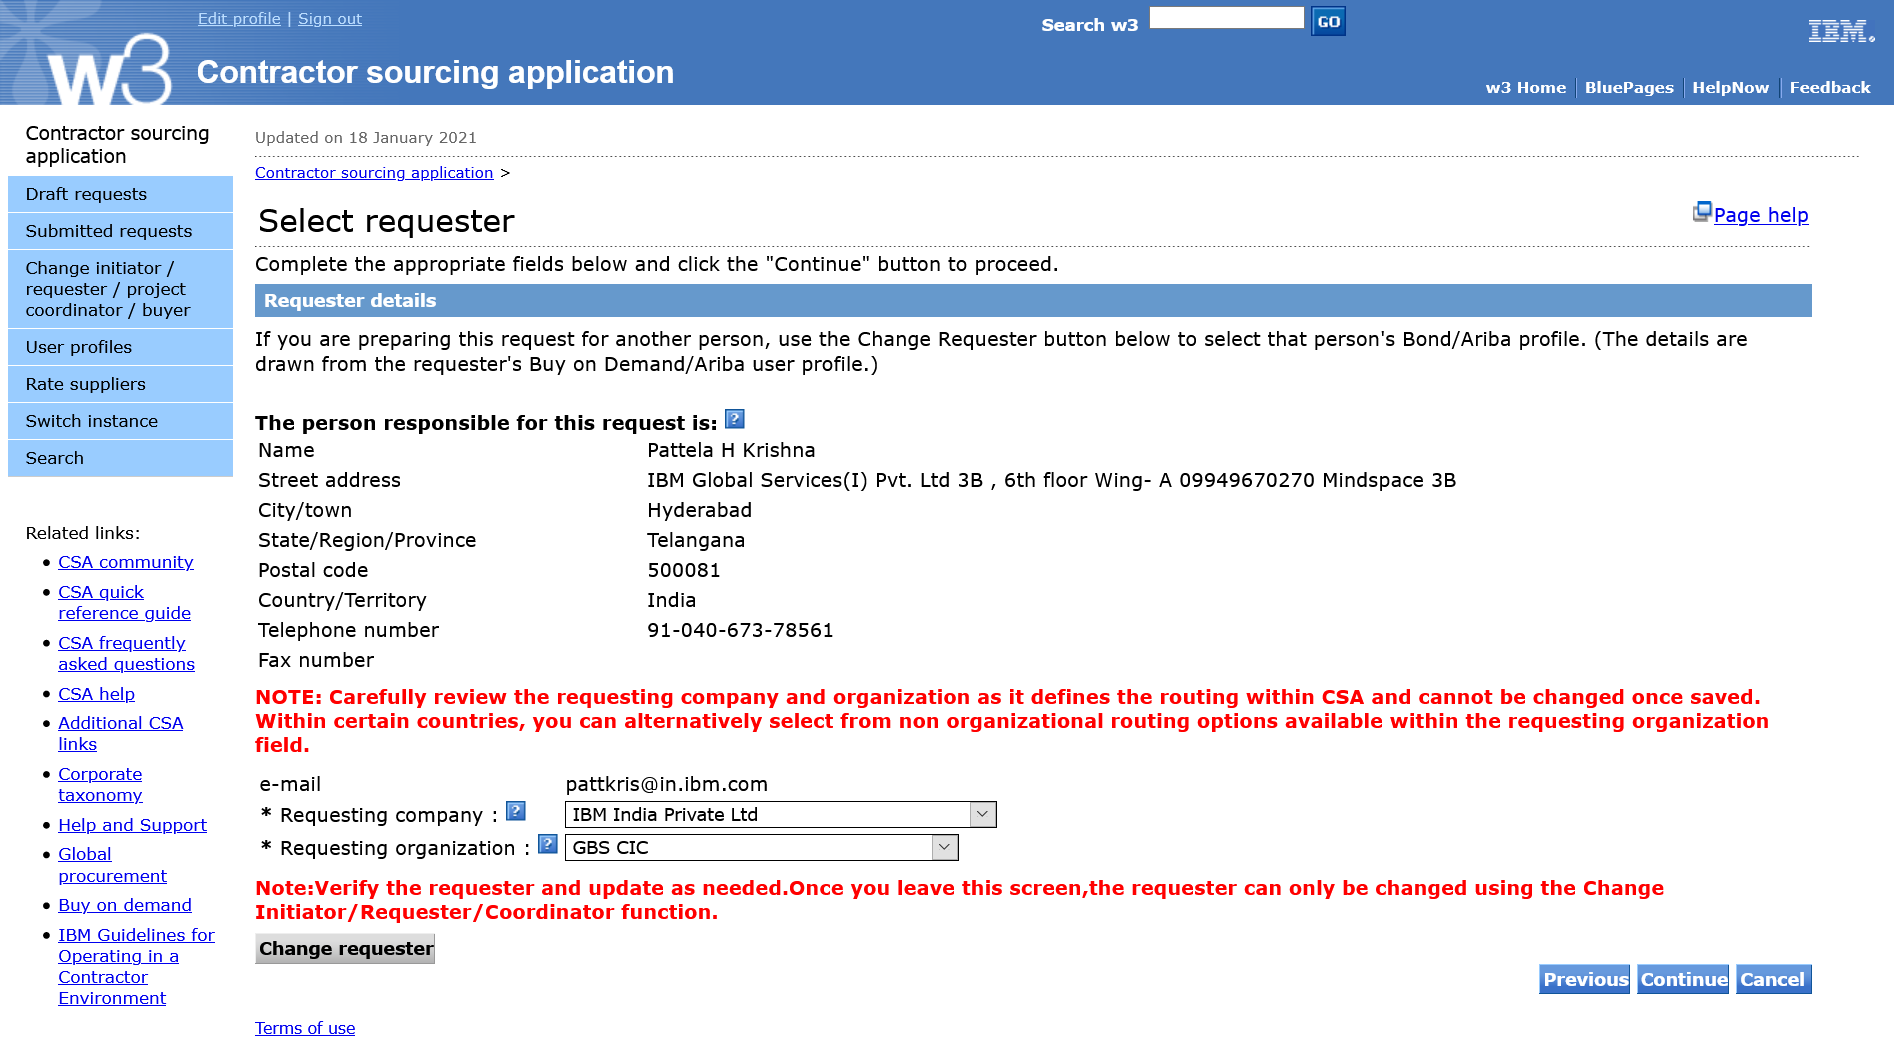 Edit profile | Sign out
Search w3
GO
IBM.
w3
Contractor sourcing application
w3 Home
BluePages
HelpNow
Feedback
Contractor sourcing
application
Draft requests
Submitted requests
Change initiator /
requester / project
coordinator / buyer
User profiles
Rate suppliers
Switch instance
Search
Related links:
CSA community
CSA quick
reference guide
CSA frequently
asked questions
CSA help
Additional CSA
links
Corporate
taxonomy
Help and Support
Global
procurement
Buy on demand
IBM Guidelines for
Operating in a
Contractor
Environment
Updated on 18 January 2021
Contractor sourcing application >
Select requester
Page help
Complete the appropriate fields below and click the "Continue" button to proceed.
Requester details
If you are preparing this request for another person, use the Change Requester button below to select that person's Bond/Ariba profile. (The details are
drawn from the requester's Buy on Demand/Ariba user profile.)
The person responsible for this request is: ?
Name Pattela H Krishna
Street address IBM Global Services(I) Pvt. Ltd 3B , 6th floor Wing- A 09949670270 Mindspace 3B
City/town Hyderabad
State/Region/Province Telangana
Postal code 500081
Country/Territory India
Telephone number 91-040-673-78561
Fax number
NOTE: Carefully review the requesting company and organization as it defines the routing within CSA and cannot be changed once saved.
Within certain countries, you can alternatively select from non organizational routing options available within the requesting organization
field.
e-mail pattkris@in.ibm.com
* Requesting company : ? IBM India Private Ltd
* Requesting organization : ? GBS CIC
Note:Verify the requester and update as needed.Once you leave this screen,the requester can only be changed using the Change
Initiator/Requester/Coordinator function.
Change requester
Previous Continue Cancel
Terms of use